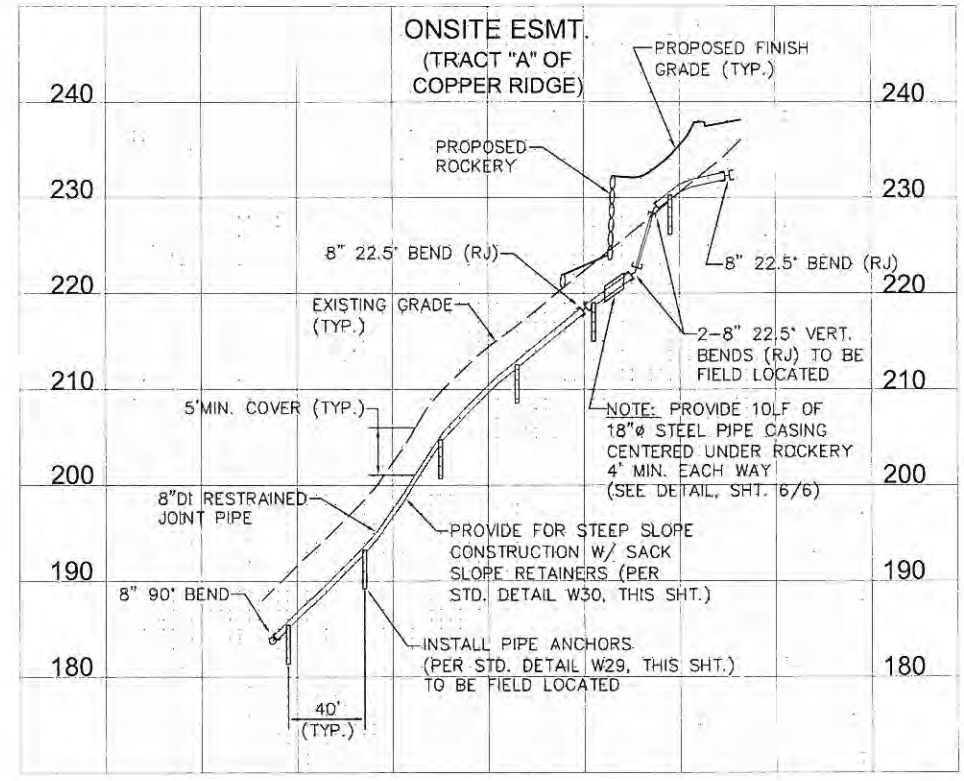 ONSITE ESMT.
(TRACT "A" OF
COPPER RIDGE)
PROPOSED FINISH
GRADE (TYP.)
240
240
PROPOSED
ROCKERY
230
230
8" 22.5° BEND (RJ)
8" 22.5° BEND (RJ)
220
220
EXISTING GRADE
(TYP.)
2-8" 22.5° VERT.
BENDS (RJ) TO BE
FIELD LOCATED
210
210
5'MIN. COVER (TYP.)
NOTE: PROVIDE 10LF OF
18"ø STEEL PIPE CASING
CENTERED UNDER ROCKERY
4' MIN. EACH WAY
(SEE DETAIL, SHT. 6/6)
200
200
8"DI RESTRAINED
JOINT PIPE
PROVIDE FOR STEEP SLOPE
CONSTRUCTION W/ SACK
SLOPE RETAINERS (PER
STD. DETAIL W30, THIS SHT.)
190
190
8" 90° BEND
INSTALL PIPE ANCHORS
(PER STD. DETAIL W29, THIS SHT.)
TO BE FIELD LOCATED
180
180
40'
(TYP.)